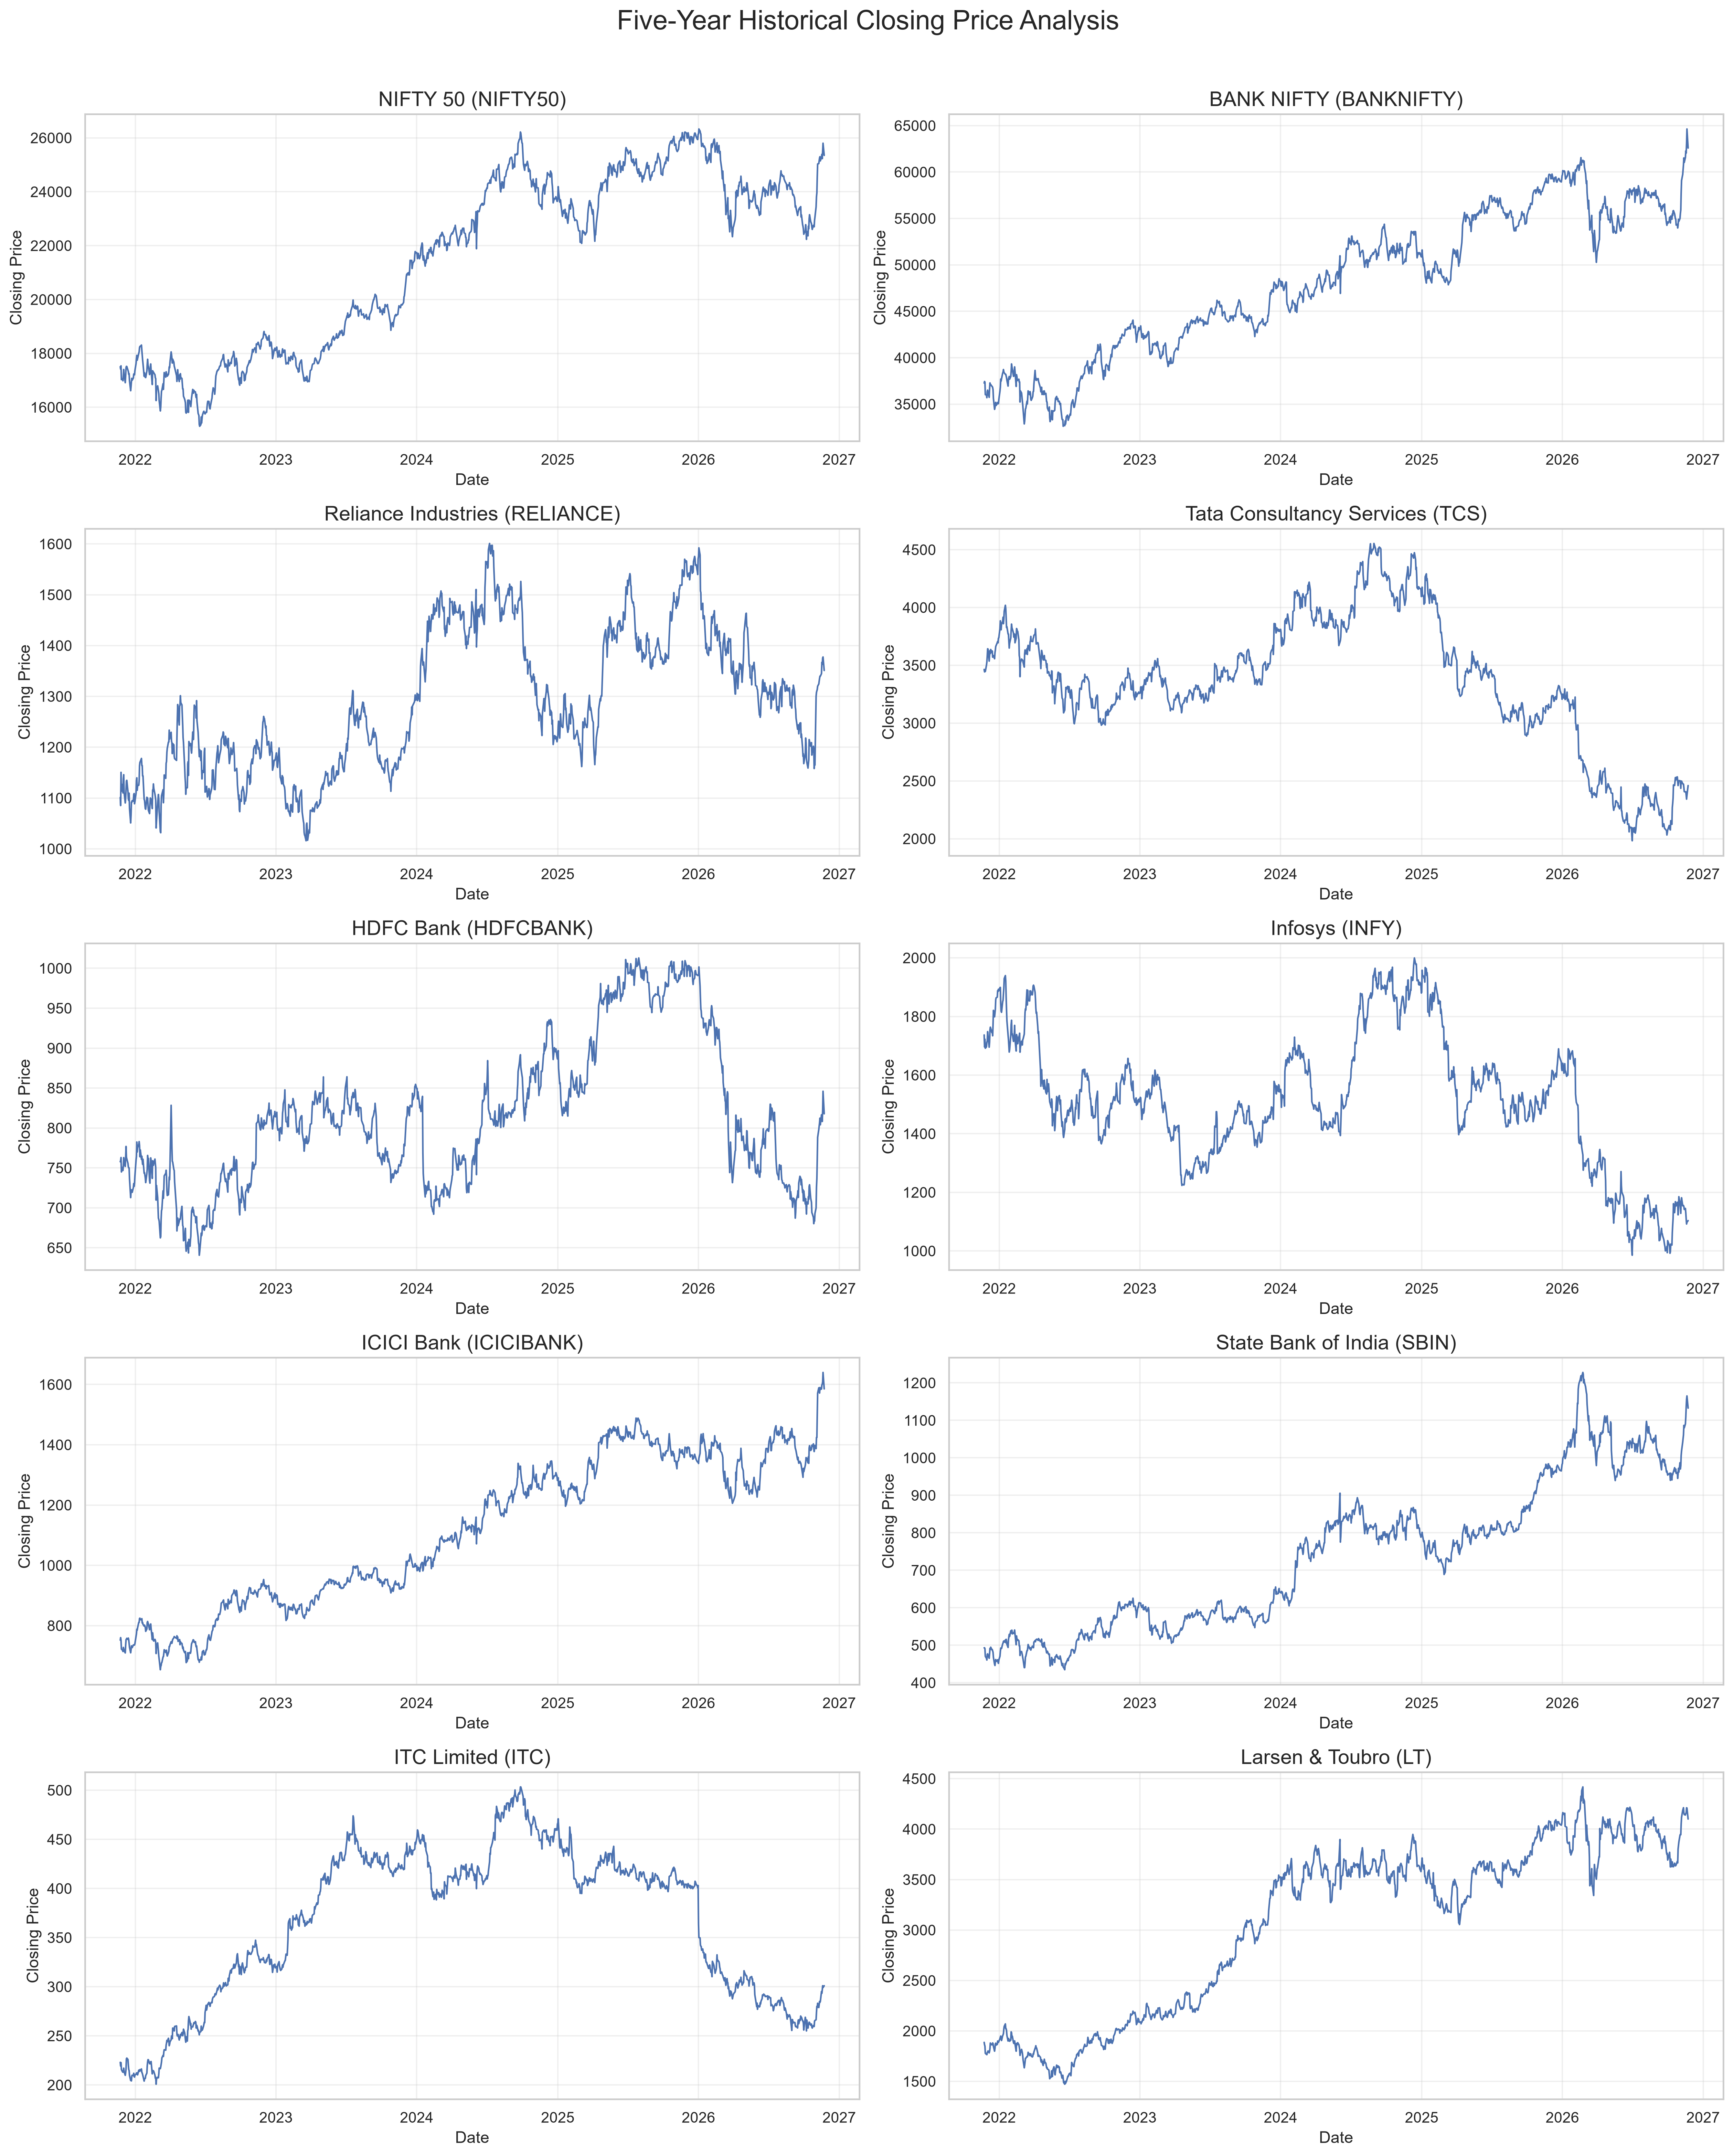 Five-Year Historical Closing Price Analysis
NIFTY 50 (NIFTY50)
Closing Price
26000
24000
22000
20000
18000
16000
2022 2023 2024 2025 2026 2027
Date
BANK NIFTY (BANKNIFTY)
Closing Price
65000
60000
55000
50000
45000
40000
35000
2022 2023 2024 2025 2026 2027
Date
Reliance Industries (RELIANCE)
Closing Price
1600
1500
1400
1300
1200
1100
1000
2022 2023 2024 2025 2026 2027
Date
Tata Consultancy Services (TCS)
Closing Price
4500
4000
3500
3000
2500
2000
2022 2023 2024 2025 2026 2027
Date
HDFC Bank (HDFCBANK)
Closing Price
1000
950
900
850
800
750
700
650
2022 2023 2024 2025 2026 2027
Date
Infosys (INFY)
Closing Price
2000
1800
1600
1400
1200
1000
2022 2023 2024 2025 2026 2027
Date
ICICI Bank (ICICIBANK)
Closing Price
1600
1400
1200
1000
800
2022 2023 2024 2025 2026 2027
Date
State Bank of India (SBIN)
Closing Price
1200
1100
1000
900
800
700
600
500
400
2022 2023 2024 2025 2026 2027
Date
ITC Limited (ITC)
Closing Price
500
450
400
350
300
250
200
2022 2023 2024 2025 2026 2027
Date
Larsen & Toubro (LT)
Closing Price
4500
4000
3500
3000
2500
2000
1500
2022 2023 2024 2025 2026 2027
Date